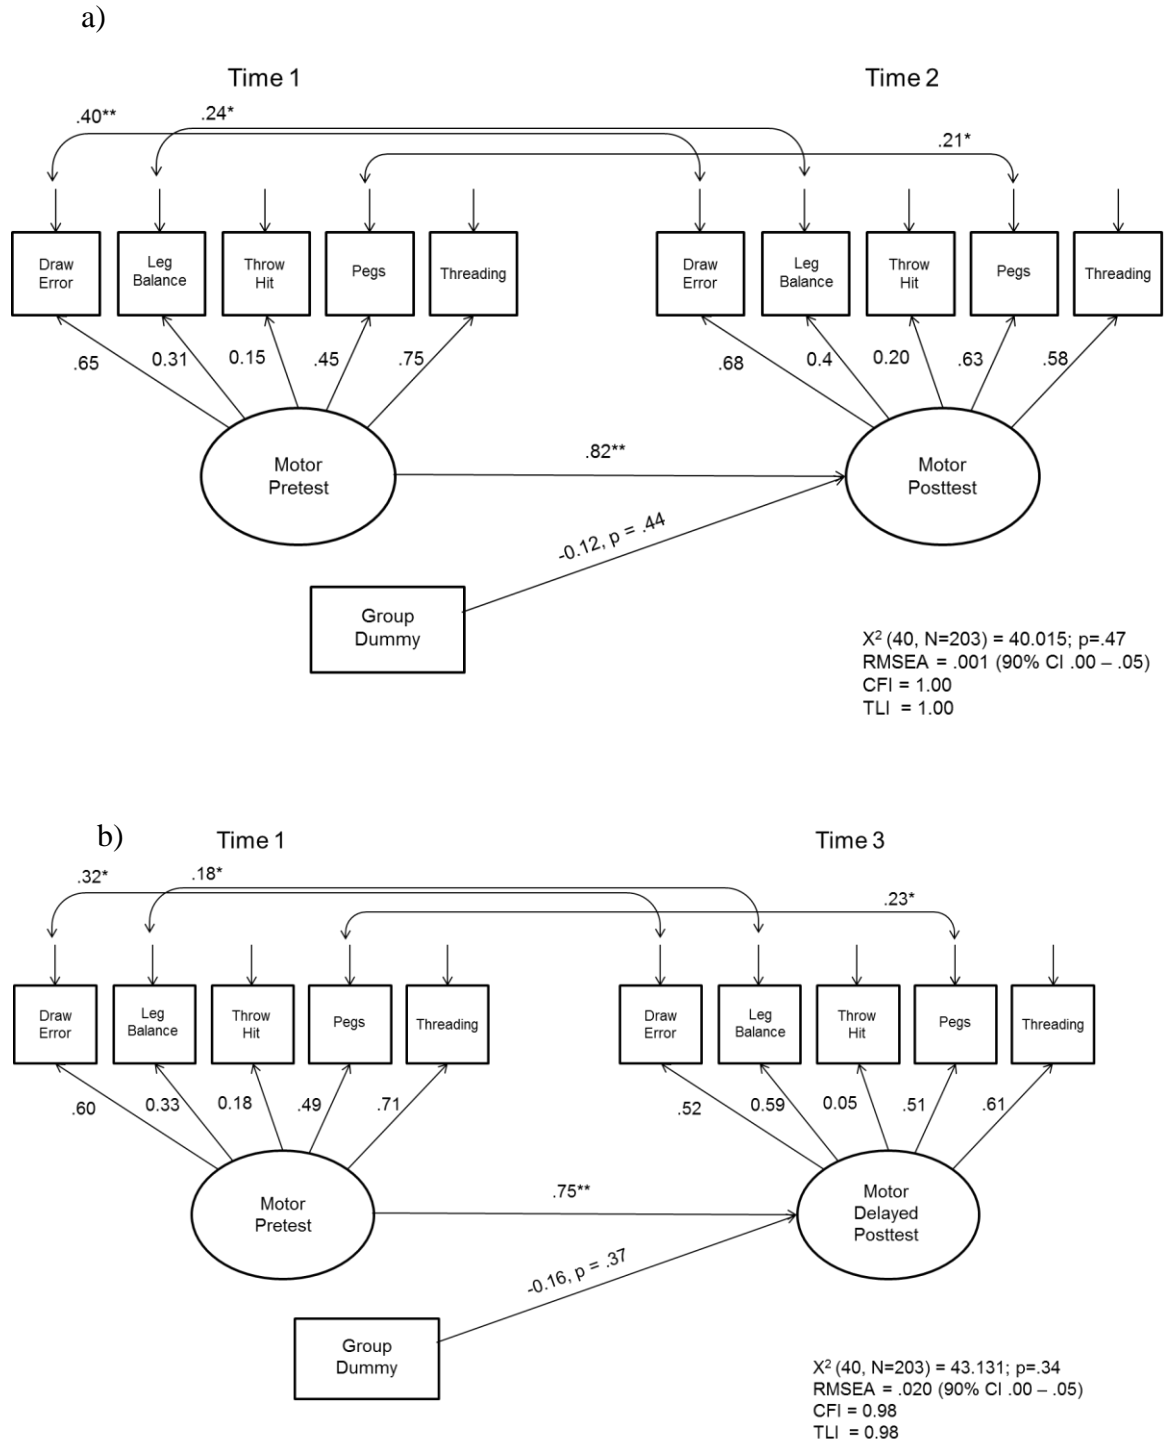 a)
Time 1
Time 2
.40**
.24*
.21*
Draw
Error
Leg
Balance
Throw
Hit
Pegs
Threading
Draw
Error
Leg
Balance
Throw
Hit
Pegs
Threading
.65
0.31
0.15
.45
.75
.68
0.4
0.20
.63
.58
Motor
Pretest
.82**
Motor
Posttest
-0.12, p = .44
Group
Dummy
X² (40, N=203) = 40.015; p=.47
RMSEA = .001 (90% CI .00 – .05)
CFI = 1.00
TLI = 1.00
b)
Time 1
Time 3
.32*
.18*
.23*
Draw
Error
Leg
Balance
Throw
Hit
Pegs
Threading
Draw
Error
Leg
Balance
Throw
Hit
Pegs
Threading
.60
0.33
0.18
.49
.71
.52
0.59
0.05
.51
.61
Motor
Pretest
.75**
Motor
Delayed
Posttest
-0.16, p = .37
Group
Dummy
X² (40, N=203) = 43.131; p=.34
RMSEA = .020 (90% CI .00 – .05)
CFI = 0.98
TLI = 0.98